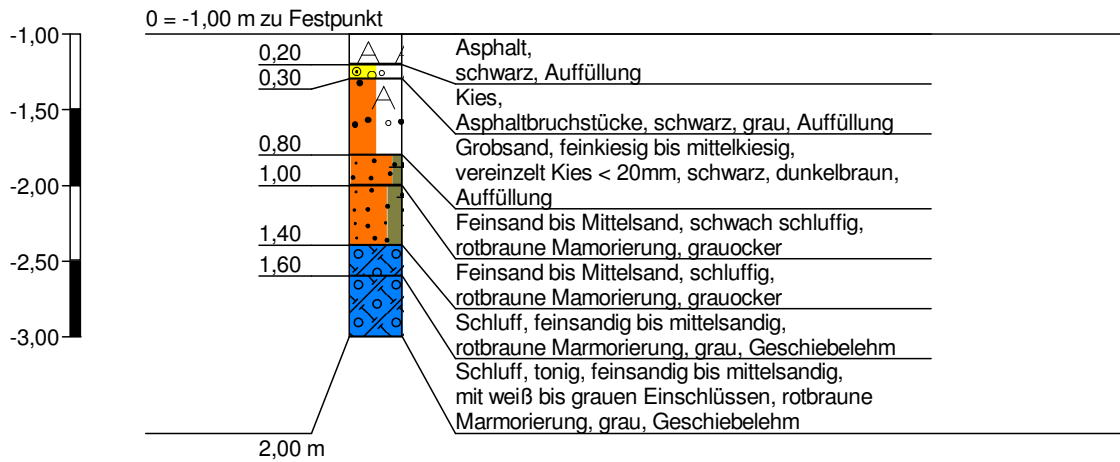 0 = -1,00 m zu Festpunkt
-1,00
-1,50
-2,00
-2,50
-3,00
0,20
0,30
0,80
1,00
1,40
1,60
2,00 m
Asphalt,
schwarz, Auffüllung
Kies,
Asphaltbruchstücke, schwarz, grau, Auffüllung
Grobsand, feinkiesig bis mittelkiesig,
vereinzelt Kies < 20mm, schwarz, dunkelbraun,
Auffüllung
Feinsand bis Mittelsand, schwach schluffig,
rotbraune Mamorierung, grauocker
Feinsand bis Mittelsand, schluffig,
rotbraune Mamorierung, grauocker
Schluff, feinsandig bis mittelsandig,
rotbraune Marmorierung, grau, Geschiebelehm
Schluff, tonig, feinsandig bis mittelsandig,
mit weiß bis grauen Einschlüssen, rotbraune
Marmorierung, grau, Geschiebelehm